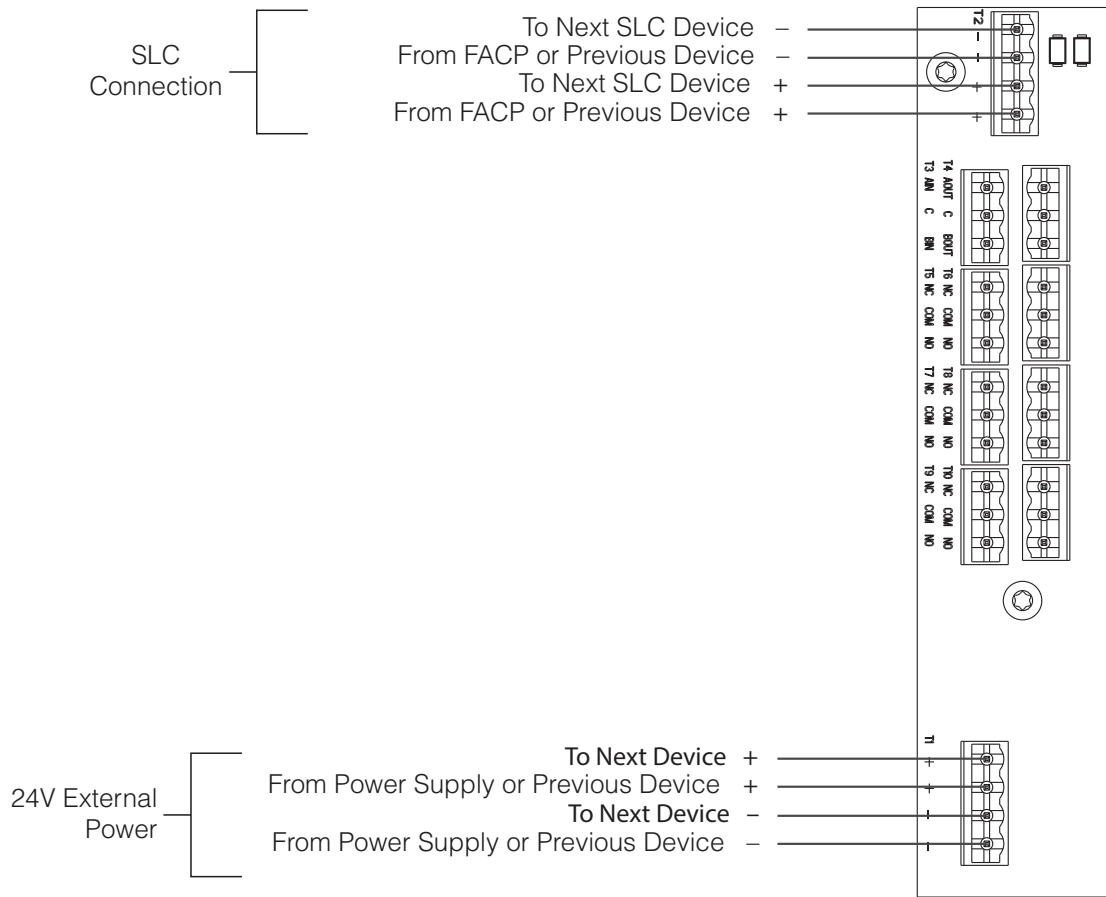 SLC
Connection
To Next SLC Device –
From FACP or Previous Device –
To Next SLC Device +
From FACP or Previous Device +
T2
–
–
+
+
T4 AOUT C BOUT
T3 AIN C BIN
T6 NC COM NO
T5 NC COM NO
T8 NC COM NO
T7 NC COM NO
T10 NC COM NO
T9 NC COM NO
24V External
Power
To Next Device +
From Power Supply or Previous Device +
To Next Device –
From Power Supply or Previous Device –
T1
+
+
–
–